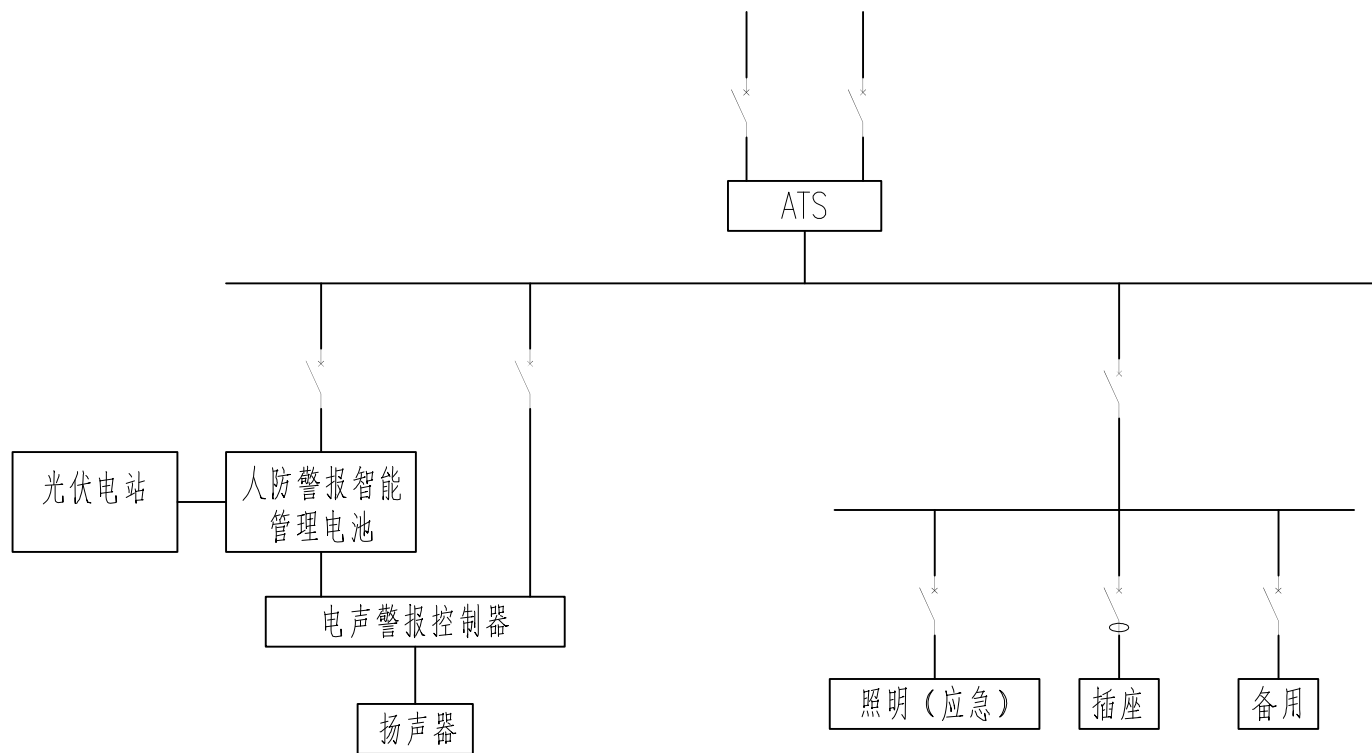 ATS
光伏电站
人防警报智能
管理电池
电声警报控制器
扬声器
照明（应急）
插座
备用